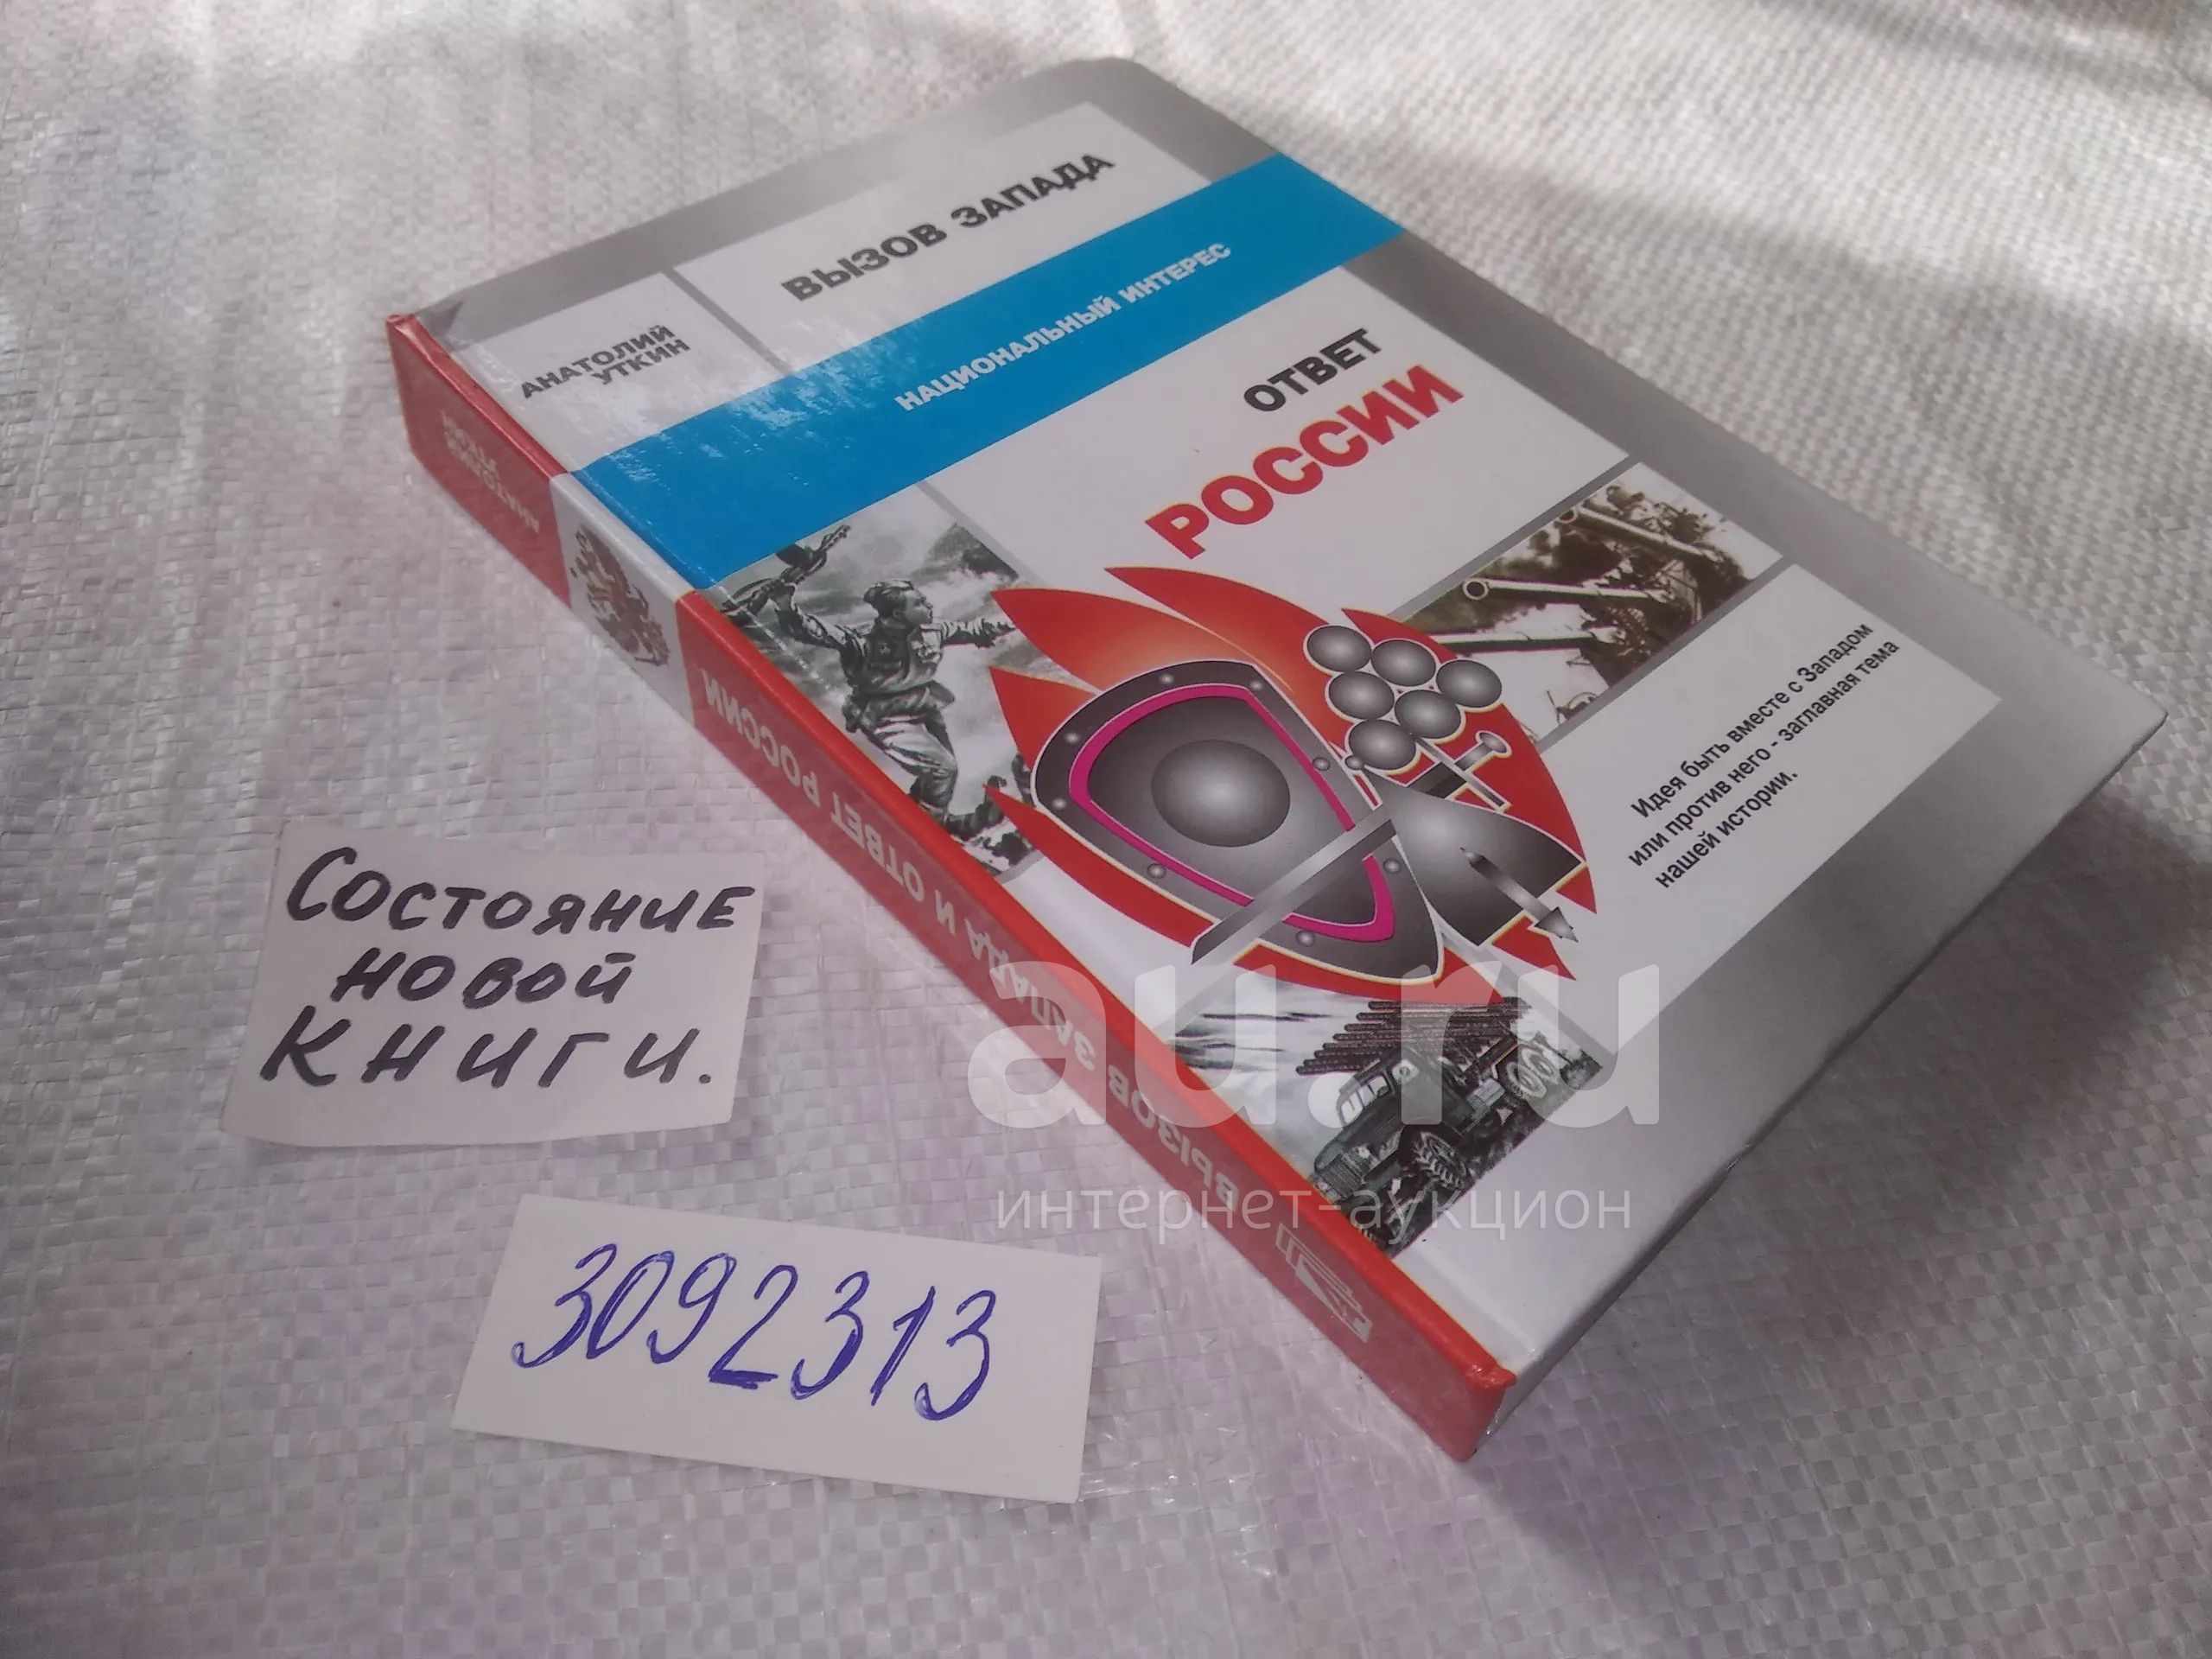 ВЫЗОВ ЗАПАДА
АНАТОЛИЙ
УТКИН
НАЦИОНАЛЬНЫЙ ИНТЕРЕС
ОТВЕТ
РОССИИ
Идея быть вместе с Западом
или против него - заглавная тема
нашей истории.
АНАТОЛИЙ
УТКИН
ВЫЗОВ ЗАПАДА И ОТВЕТ РОССИИ
СОСТОЯНИЕ
НОВОЙ
КНИГИ.
3092313
au.ru
интернет-аукцион